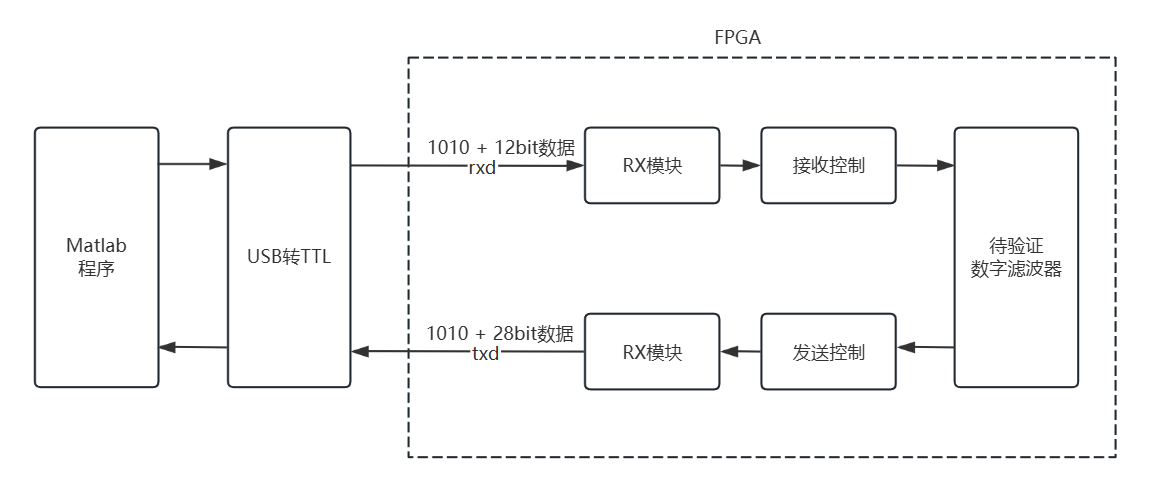 FPGA
1010 + 12bit数据
rxd
RX模块
接收控制
Matlab
程序
USB转TTL
待验证
数字滤波器
1010 + 28bit数据
txd
RX模块
发送控制